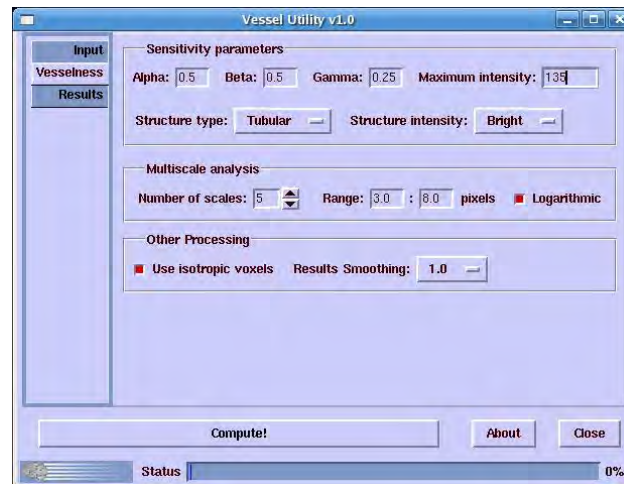 Vessel Utility v1.0
Input
Vesselness
Results
Sensitivity parameters
Alpha: 0.5 Beta: 0.5 Gamma: 0.25 Maximum intensity: 135
Structure type: Tubular Structure intensity: Bright
Multiscale analysis
Number of scales: 5 Range: 3.0 : 8.0 pixels Logarithmic
Other Processing
Use isotropic voxels Results Smoothing: 1.0
Compute! About Close
Status 0%